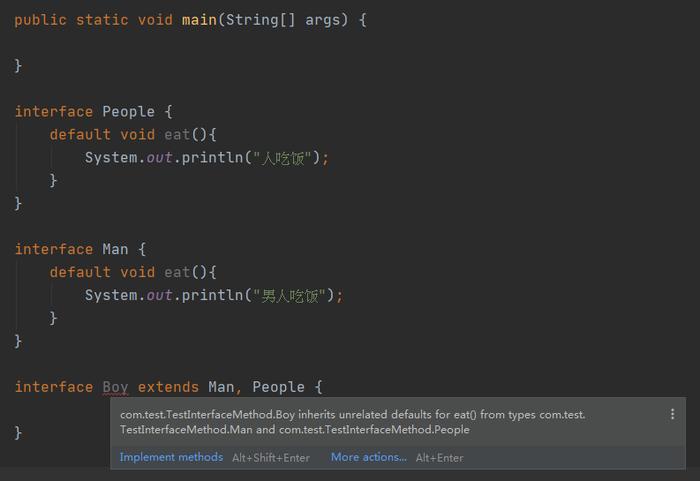 public static void main(String[] args) {
}
interface People {
default void eat(){
System.out.println("人吃饭");
}
}
interface Man {
default void eat(){
System.out.println("男人吃饭");
}
}
interface Boy extends Man, People {
com.test.TestInterfaceMethod.Boy inherits unrelated defaults for eat() from types com.test.
TestInterfaceMethod.Man and com.test.TestInterfaceMethod.People
}
Implement methods Alt+Shift+Enter More actions... Alt+Enter